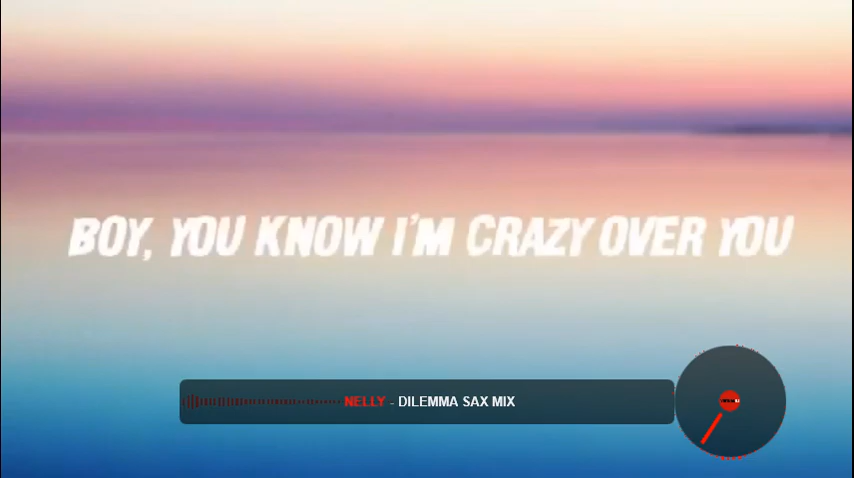 BOY, YOU KNOW I'M CRAZY OVER YOU
NELLY - DILEMMA SAX MIX